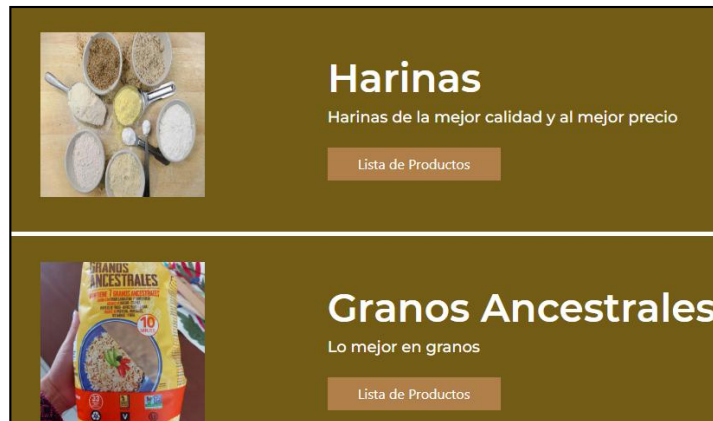 Harinas
Harinas de la mejor calidad y al mejor precio
Lista de Productos
GRANOS
ANCESTRALES
10
Granos Ancestrales
Lo mejor en granos
Lista de Productos